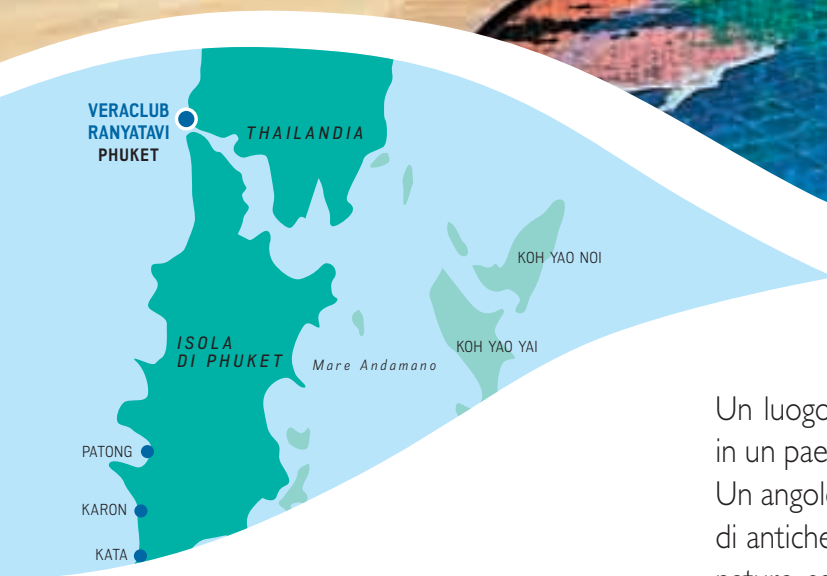 VERACLUB
RANYATAVI
PHUKET
THAILANDIA
KOH YAO NOI
ISOLA
DI PHUKET
Mare Andamano
KOH YAO YAI
PATONG
KARON
KATA
Un luogo
in un pae
Un angolo
di antiche